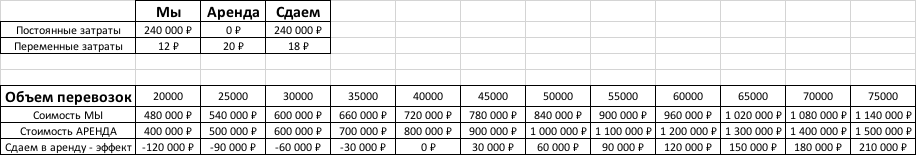 Мы Аренда Сдаем
Постоянные затраты 240 000 ₽ 0 ₽ 240 000 ₽
Переменные затраты 12 ₽ 20 ₽ 18 ₽
Объем перевозок 20000 25000 30000 35000 40000 45000 50000 55000 60000 65000 70000 75000
Соимость МЫ 480 000 ₽ 540 000 ₽ 600 000 ₽ 660 000 ₽ 720 000 ₽ 780 000 ₽ 840 000 ₽ 900 000 ₽ 960 000 ₽ 1 020 000 ₽ 1 080 000 ₽ 1 140 000 ₽
Стоимость АРЕНДА 400 000 ₽ 500 000 ₽ 600 000 ₽ 700 000 ₽ 800 000 ₽ 900 000 ₽ 1 000 000 ₽ 1 100 000 ₽ 1 200 000 ₽ 1 300 000 ₽ 1 400 000 ₽ 1 500 000 ₽
Сдаем в аренду - эффект -120 000 ₽ -90 000 ₽ -60 000 ₽ -30 000 ₽ 0 ₽ 30 000 ₽ 60 000 ₽ 90 000 ₽ 120 000 ₽ 150 000 ₽ 180 000 ₽ 210 000 ₽